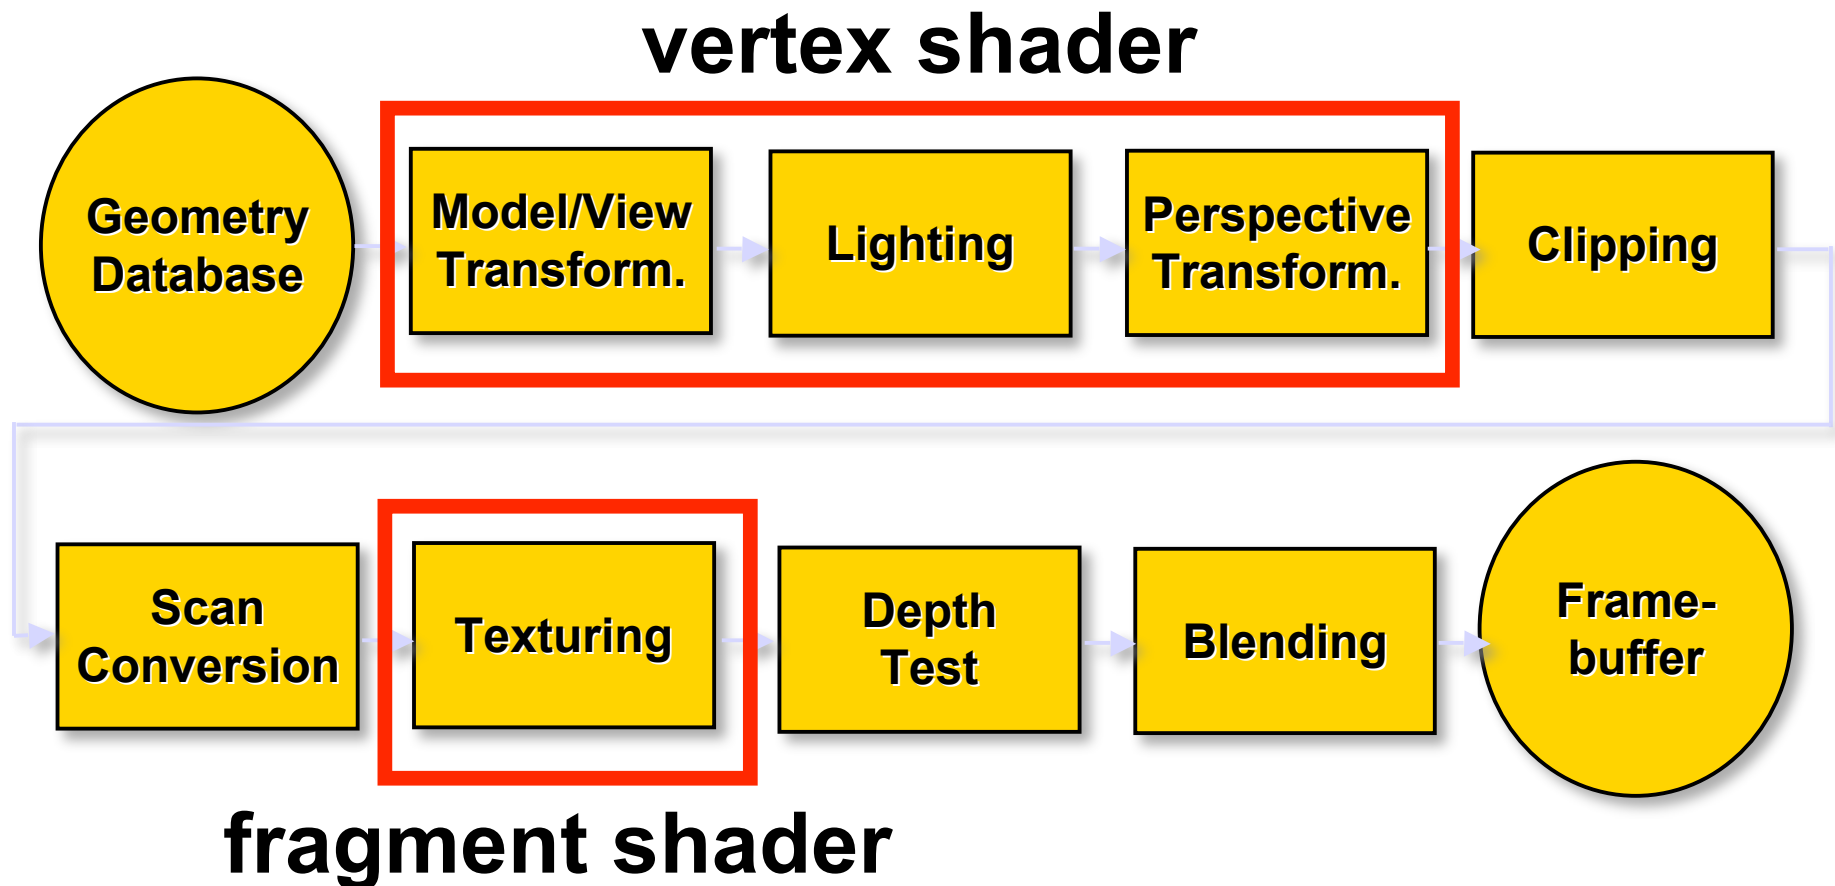 vertex shader
Geometry
Database
Model/View
Transform.
Lighting
Perspective
Transform.
Clipping
Scan
Conversion
Texturing
Depth
Test
Blending
Frame-
buffer
fragment shader